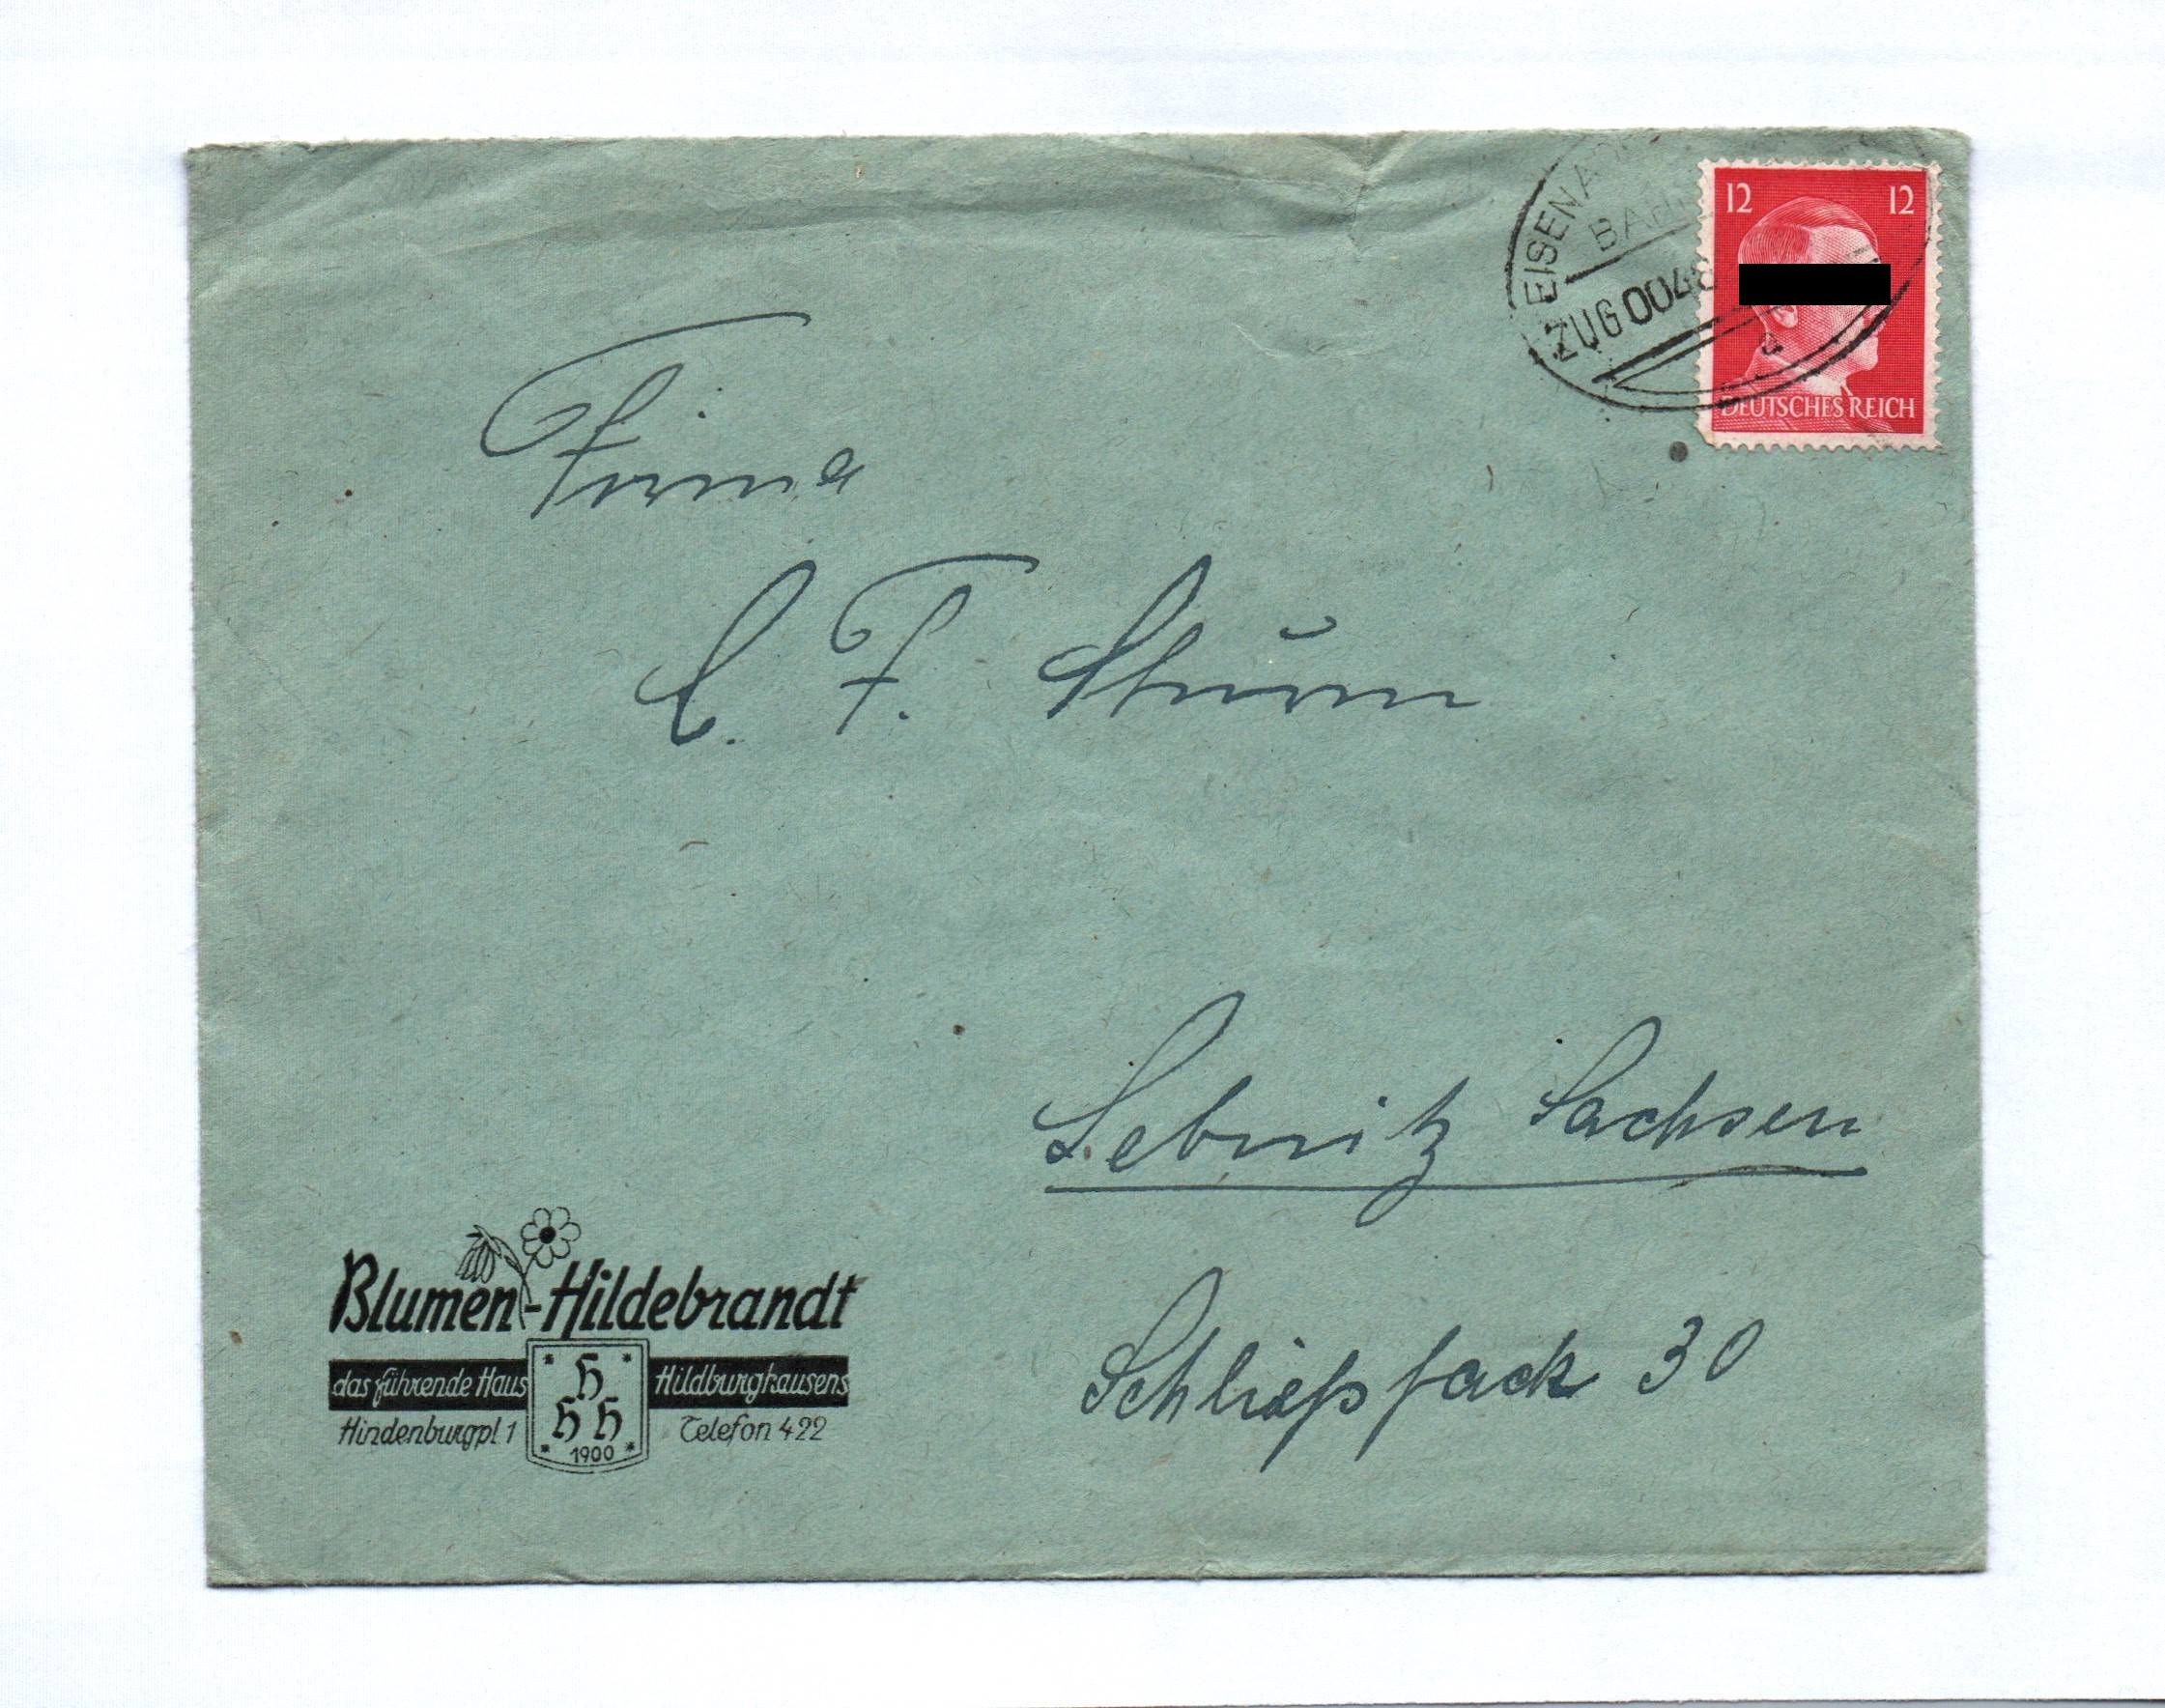 EISENA
BAH
ZUG 0048
a
12 12
DEUTSCHES REICH
Firma
C. F. Sturm
Sebnitz Sachsen
Schließfach 30
Blumen-Hildebrandt
das führende Haus Hildburghausens
Hindenburgpl 1 Telefon 422
H
H H
1900